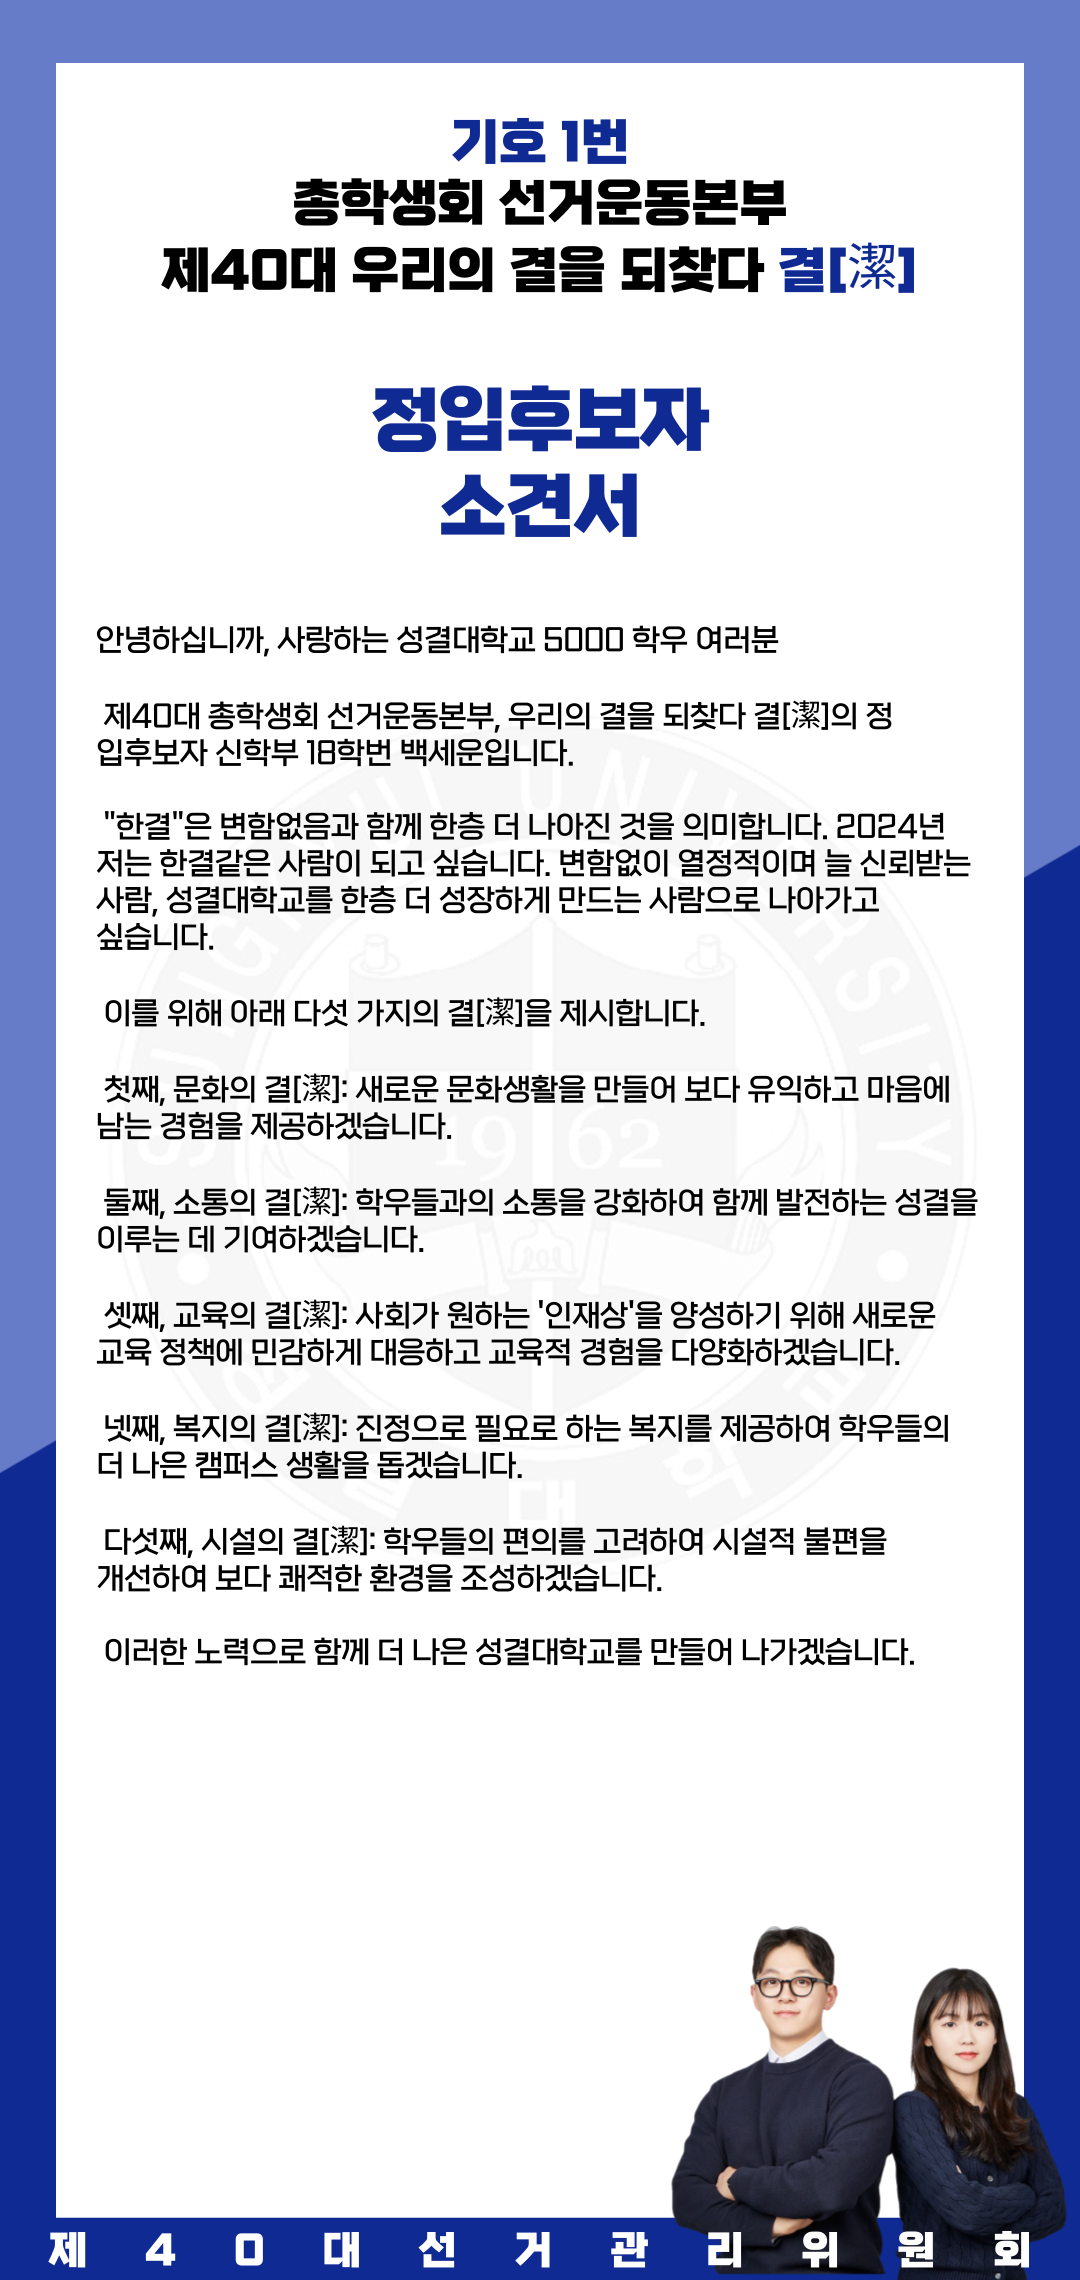 기호 1번
총학생회 선거운동본부
제40대 우리의 결을 되찾다 결[潔]
정입후보자
소견서
안녕하십니까, 사랑하는 성결대학교 5000 학우 여러분
제40대 총학생회 선거운동본부, 우리의 결을 되찾다 결[潔]의 정
입후보자 신학부 18학번 백세운입니다.
"한결"은 변함없음과 함께 한층 더 나아진 것을 의미합니다. 2024년
저는 한결같은 사람이 되고 싶습니다. 변함없이 열정적이며 늘 신뢰받는
사람, 성결대학교를 한층 더 성장하게 만드는 사람으로 나아가고
싶습니다.
이를 위해 아래 다섯 가지의 결[潔]을 제시합니다.
첫째, 문화의 결[潔]: 새로운 문화생활을 만들어 보다 유익하고 마음에
남는 경험을 제공하겠습니다.
둘째, 소통의 결[潔]: 학우들과의 소통을 강화하여 함께 발전하는 성결을
이루는 데 기여하겠습니다.
셋째, 교육의 결[潔]: 사회가 원하는 '인재상'을 양성하기 위해 새로운
교육 정책에 민감하게 대응하고 교육적 경험을 다양화하겠습니다.
넷째, 복지의 결[潔]: 진정으로 필요로 하는 복지를 제공하여 학우들의
더 나은 캠퍼스 생활을 돕겠습니다.
다섯째, 시설의 결[潔]: 학우들의 편의를 고려하여 시설적 불편을
개선하여 보다 쾌적한 환경을 조성하겠습니다.
이러한 노력으로 함께 더 나은 성결대학교를 만들어 나가겠습니다.
SUNGKYUL UNIVERSITY
1962
성결대학교
제40대선거관리위원회